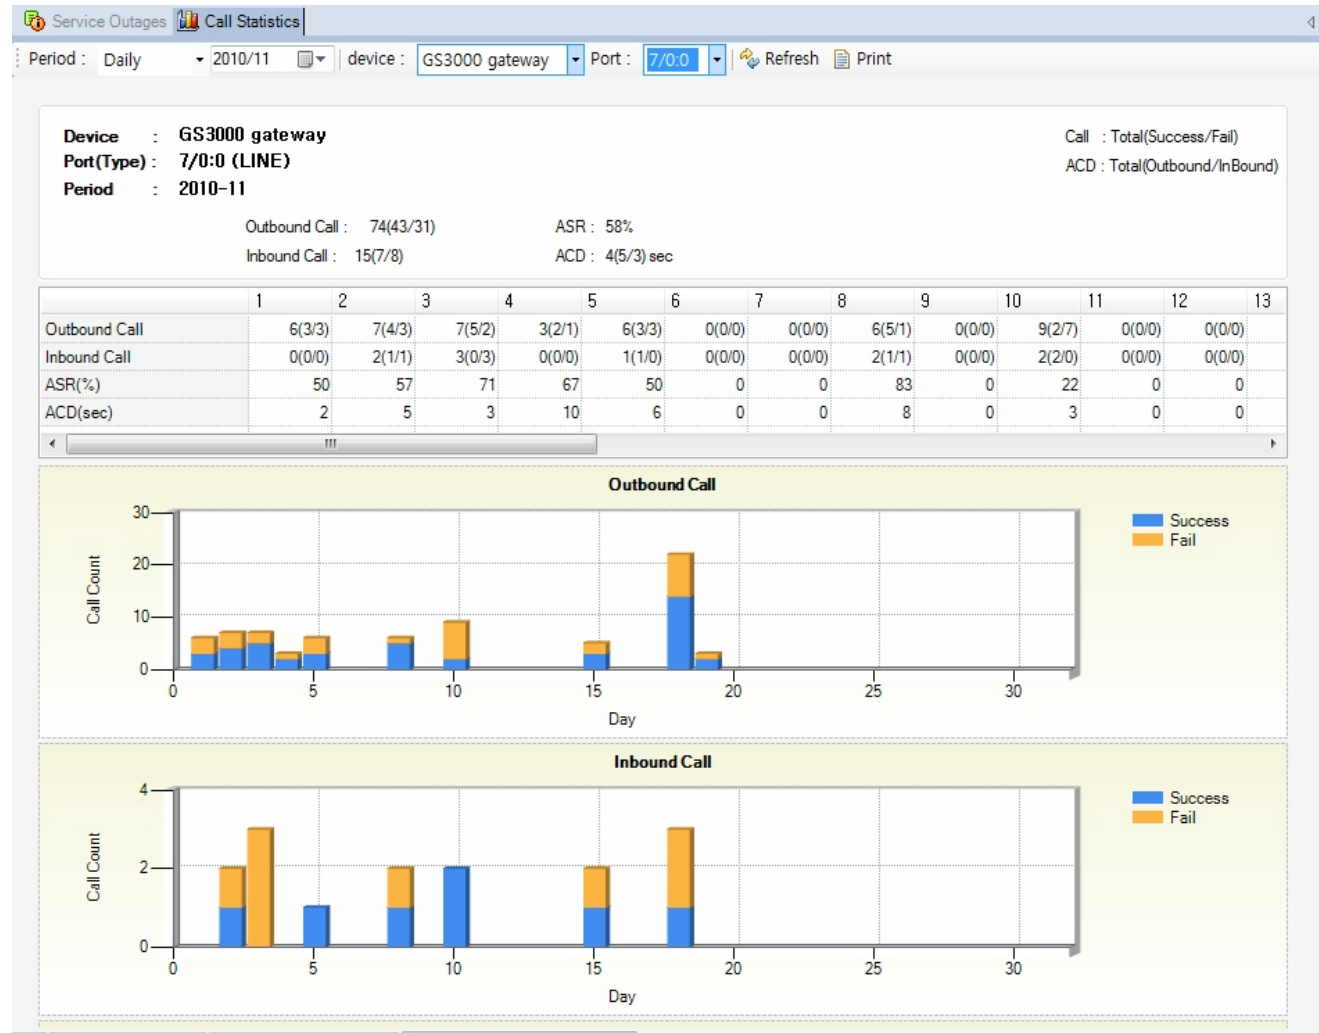 Service Outages Call Statistics
Period : Daily 2010/11 device : GS3000 gateway Port : 7/0:0 Refresh Print
Device : GS3000 gateway
Call : Total(Success/Fail)
Port(Type) : 7/0:0 (LINE)
ACD : Total(Outbound/InBound)
Period : 2010-11
Outbound Call : 74(43/31) ASR : 58%
Inbound Call : 15(7/8) ACD : 4(5/3) sec
1 2 3 4 5 6 7 8 9 10 11 12 13
Outbound Call 6(3/3) 7(4/3) 7(5/2) 3(2/1) 6(3/3) 0(0/0) 0(0/0) 6(5/1) 0(0/0) 9(2/7) 0(0/0) 0(0/0)
Inbound Call 0(0/0) 2(1/1) 3(0/3) 0(0/0) 1(1/0) 0(0/0) 0(0/0) 2(1/1) 0(0/0) 2(2/0) 0(0/0) 0(0/0)
ASR(%) 50 57 71 67 50 0 0 83 0 22 0 0
ACD(sec) 2 5 3 10 6 0 0 8 0 3 0 0
Outbound Call
30
20
10
0
Call Count
0 5 10 15 20 25 30
Day
Success
Fail
Inbound Call
4
2
0
Call Count
0 5 10 15 20 25 30
Day
Success
Fail